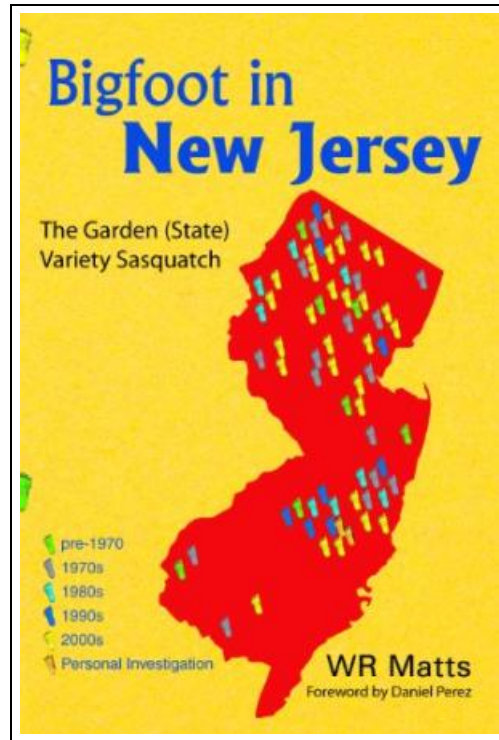 Bigfoot in
New Jersey
The Garden (State)
Variety Sasquatch
pre-1970
1970s
1980s
1990s
2000s
Personal Investigation
WR Matts
Foreword by Daniel Perez